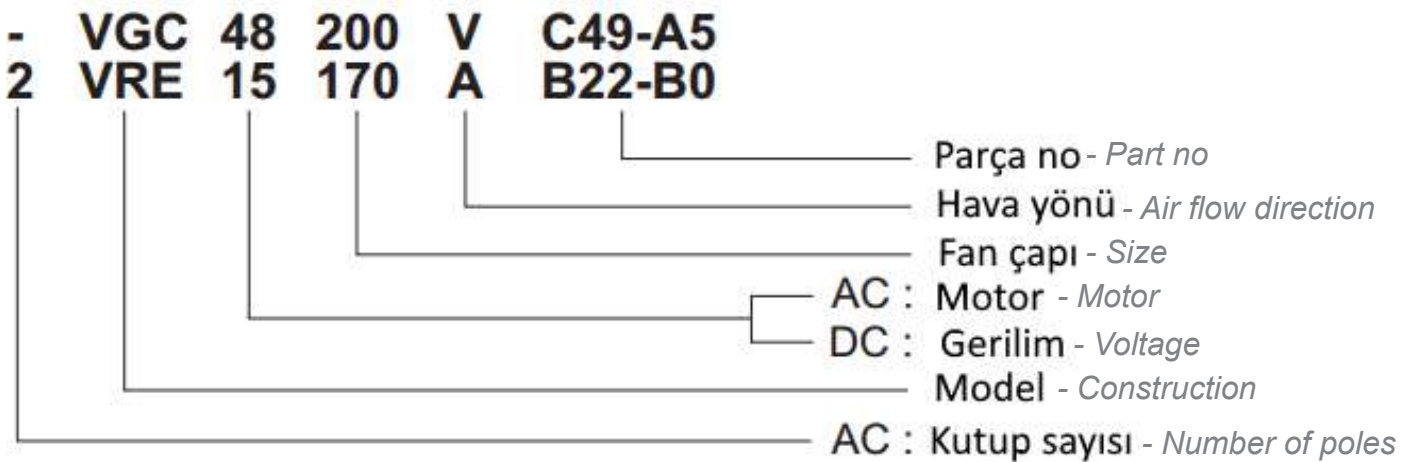 - VGC 48 200 V C49-A5
2 VRE 15 170 A B22-B0
Parça no - Part no
Hava yönü - Air flow direction
Fan çapı - Size
AC : Motor - Motor
DC : Gerilim - Voltage
Model - Construction
AC : Kutup sayısı - Number of poles